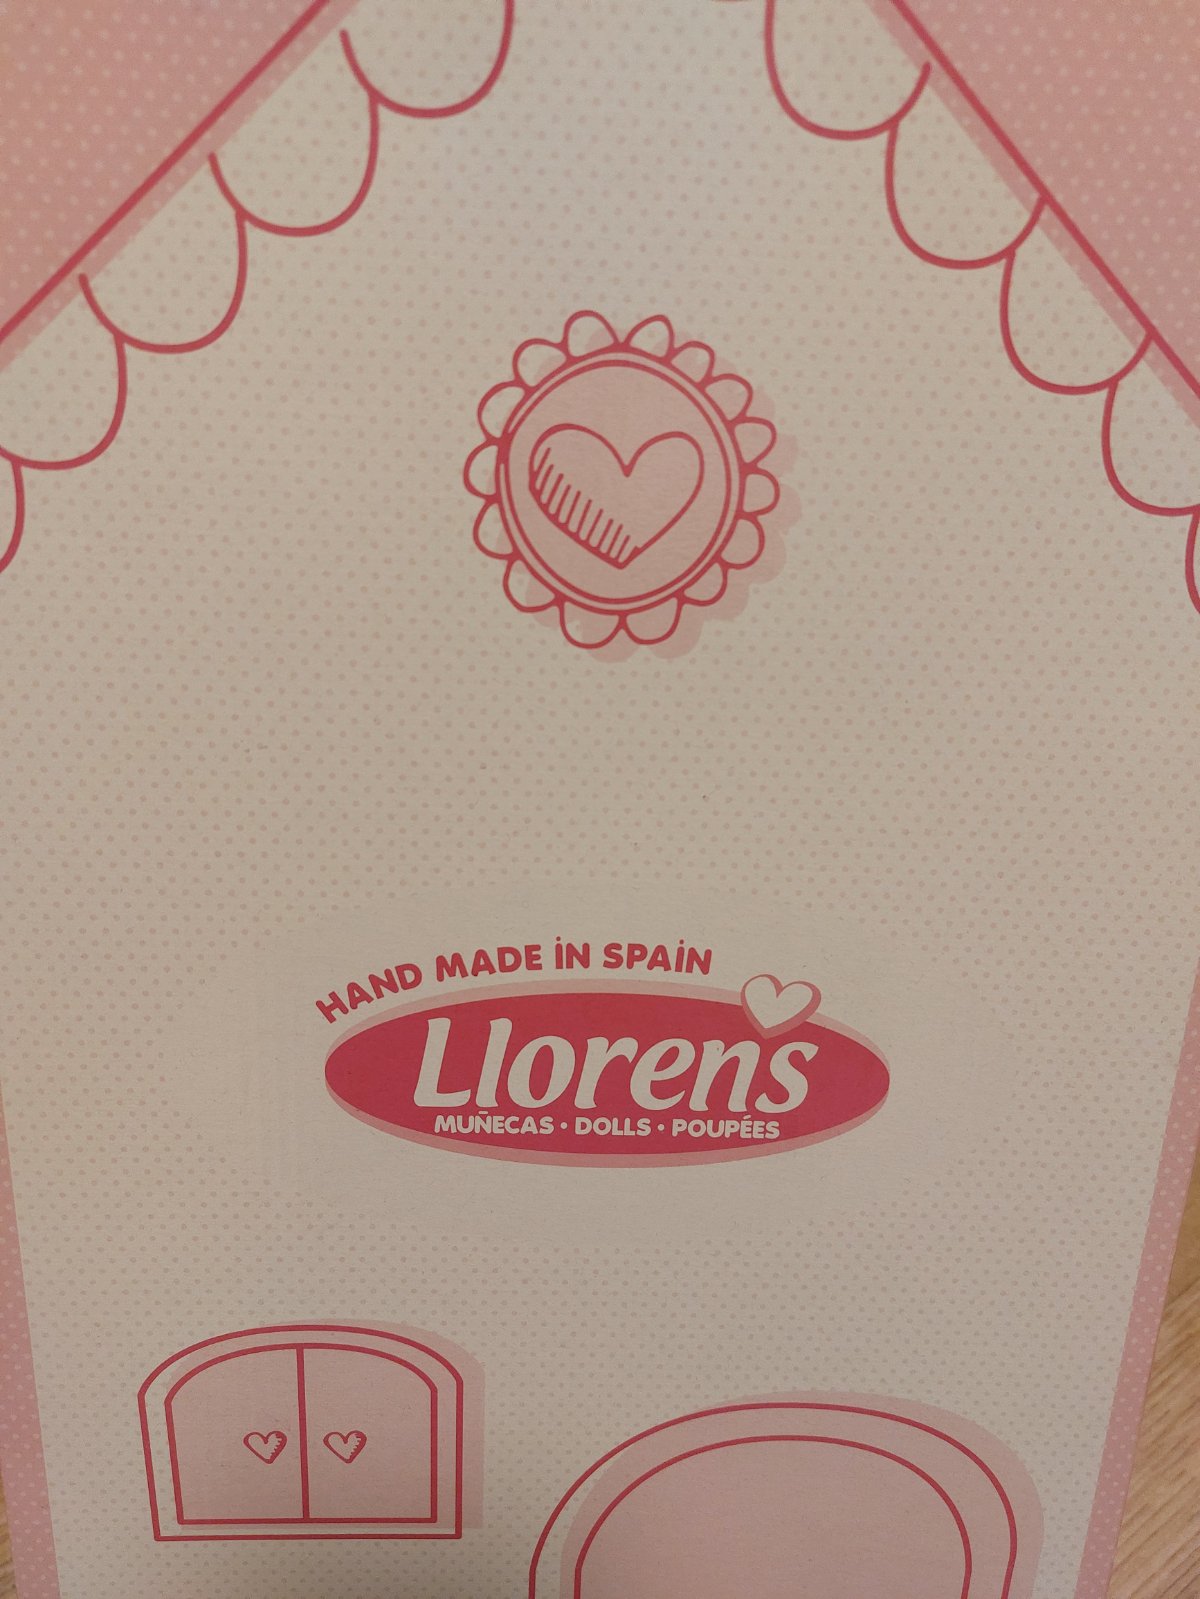 HAND MADE IN SPAIN
Llorens
MUÑECAS · DOLLS · POUPÉES